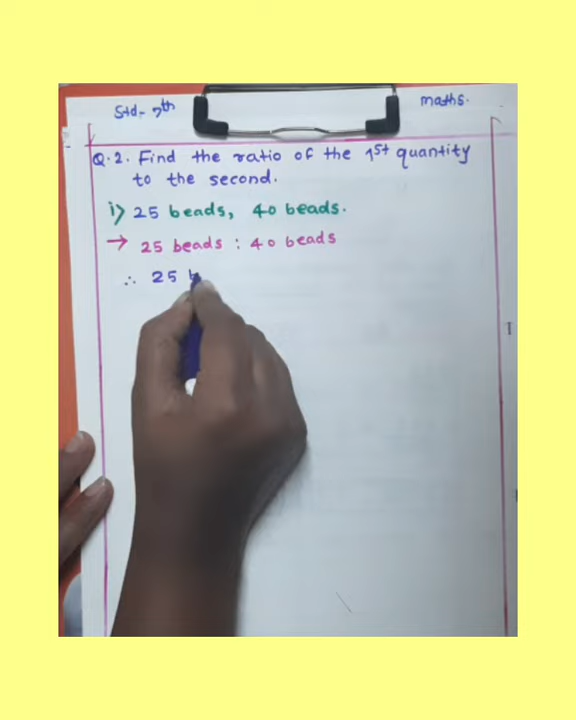 Std- 7th
maths.
Q.2. Find the ratio of the 1st quantity
to the second.
i) 25 beads, 40 beads.
→ 25 beads : 40 beads
∴ 25 b